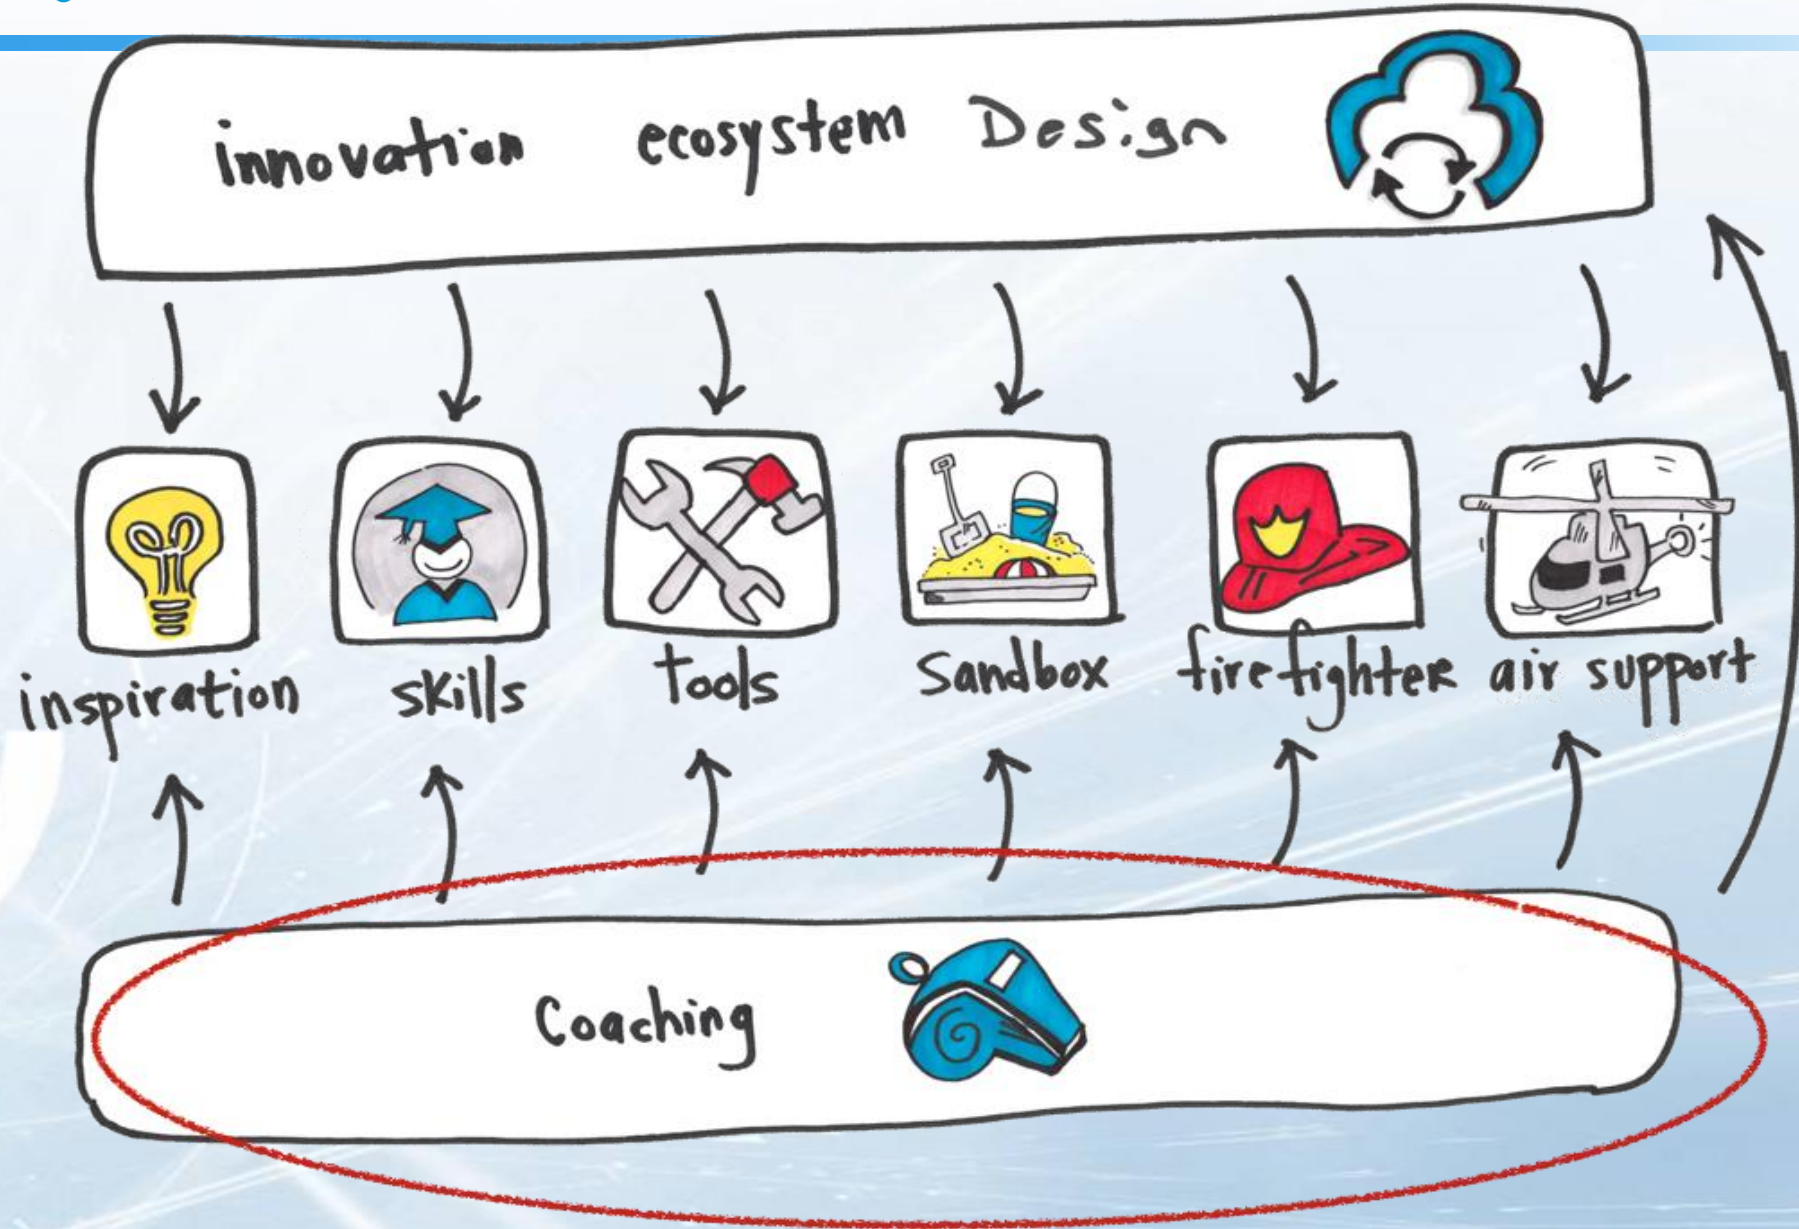 innovation ecosystem Design
inspiration skills tools Sandbox firefighter air support
Coaching